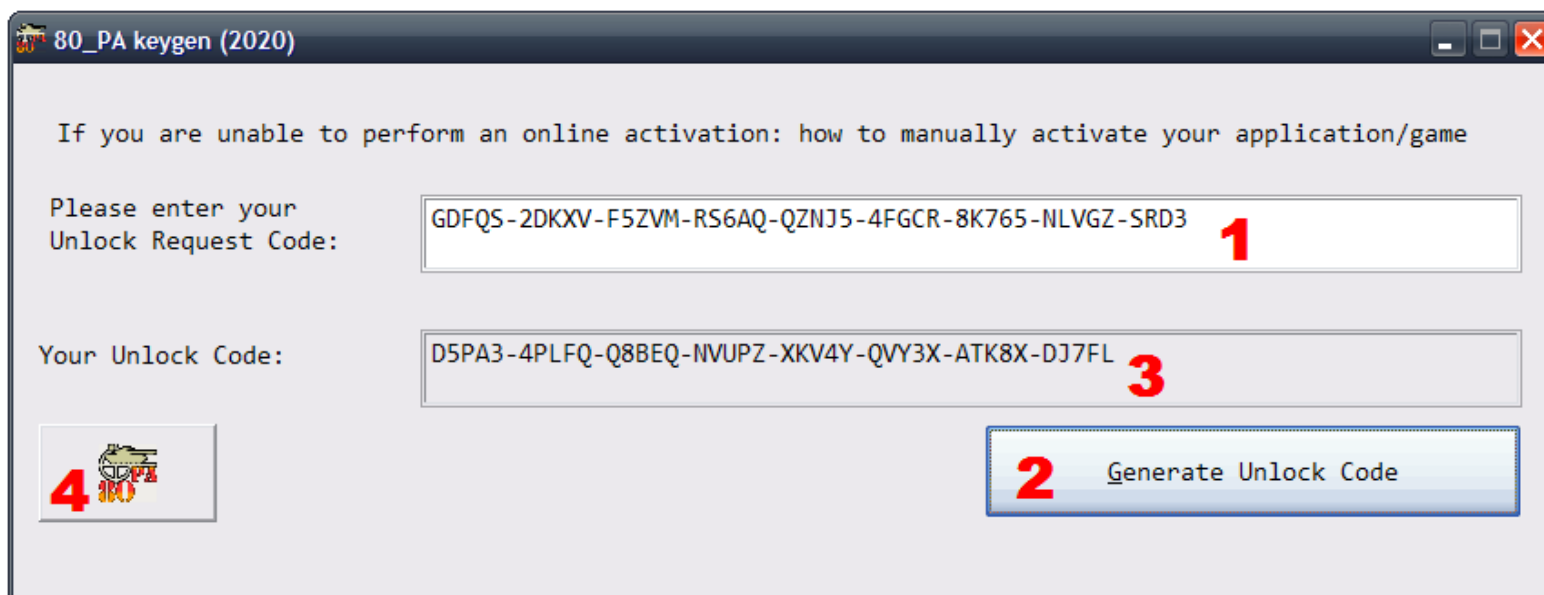 80_PA keygen (2020)
If you are unable to perform an online activation: how to manually activate your application/game
Please enter your
Unlock Request Code:
GDFQS-2DKXV-F5ZVM-RS6AQ-QZNJ5-4FGCR-8K765-NLVGZ-SRD3
1
Your Unlock Code:
D5PA3-4PLFQ-Q8BEQ-NVUPZ-XKV4Y-QVY3X-ATK8X-DJ7FL
3
4
80 PA
2
Generate Unlock Code